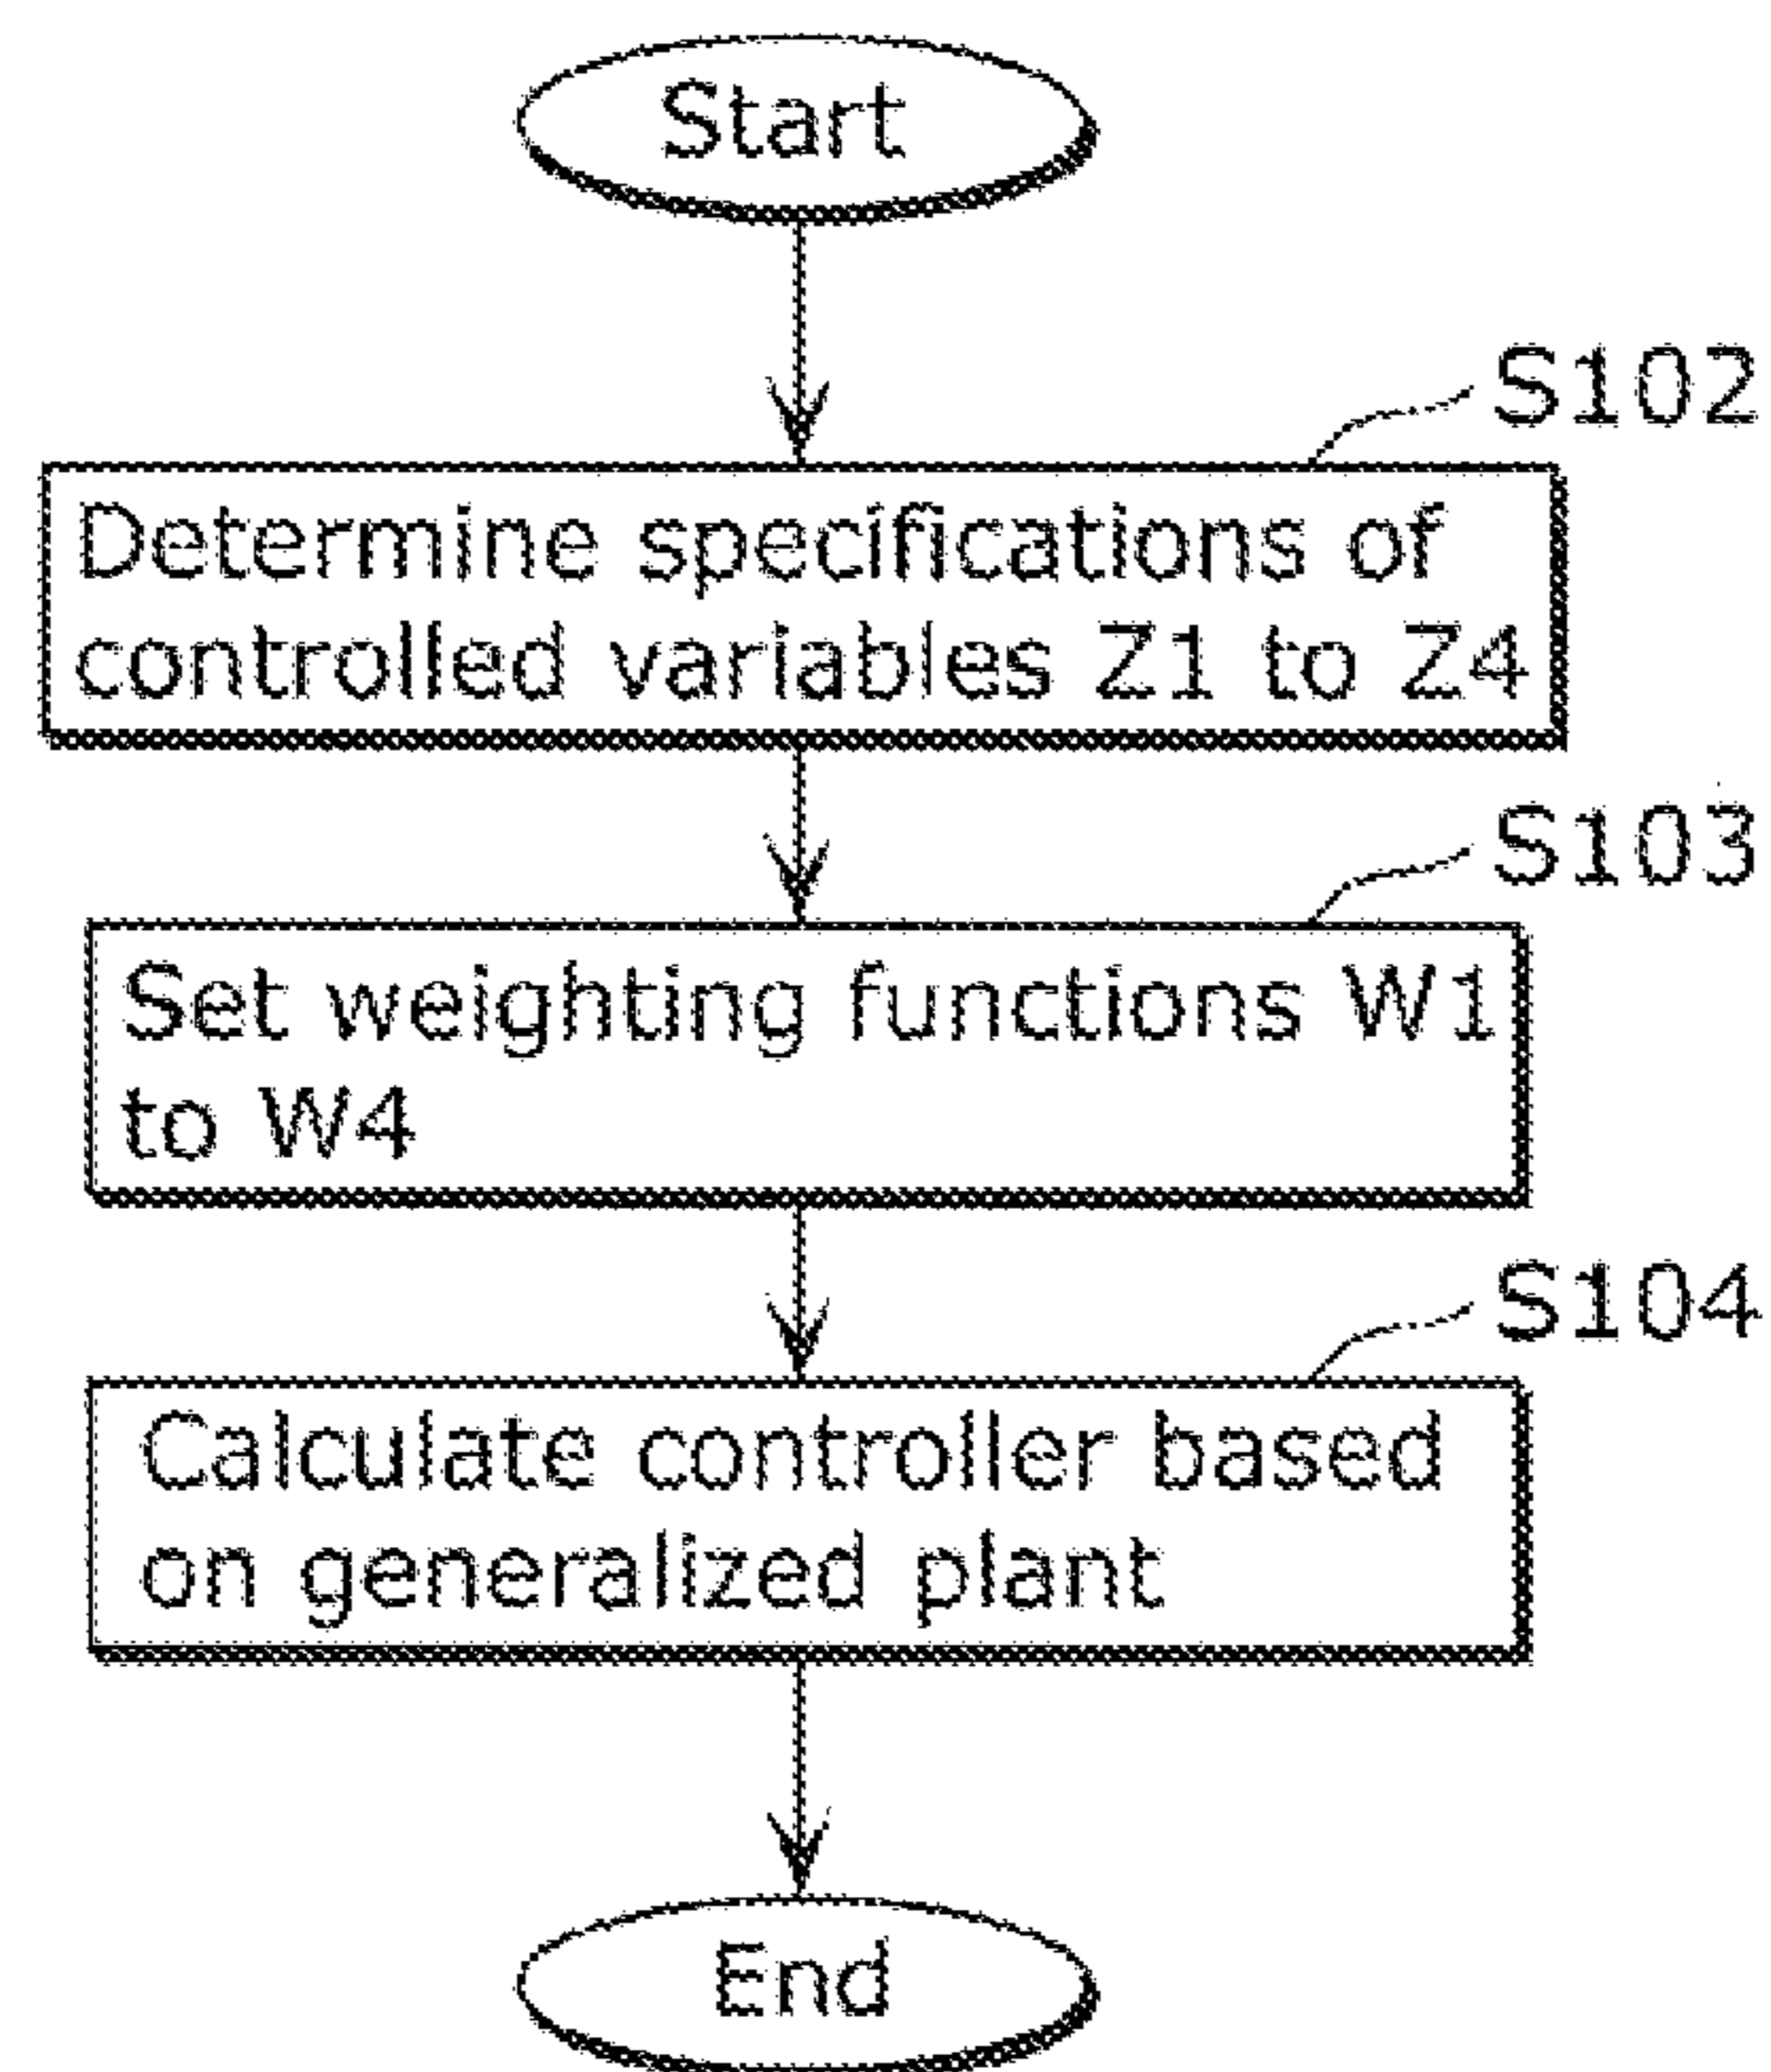 Start
S102
Determine specifications of
controlled variables Z1 to Z4
S103
Set weighting functions W1
to W4
S104
Calculate controller based
on generalized plant
End